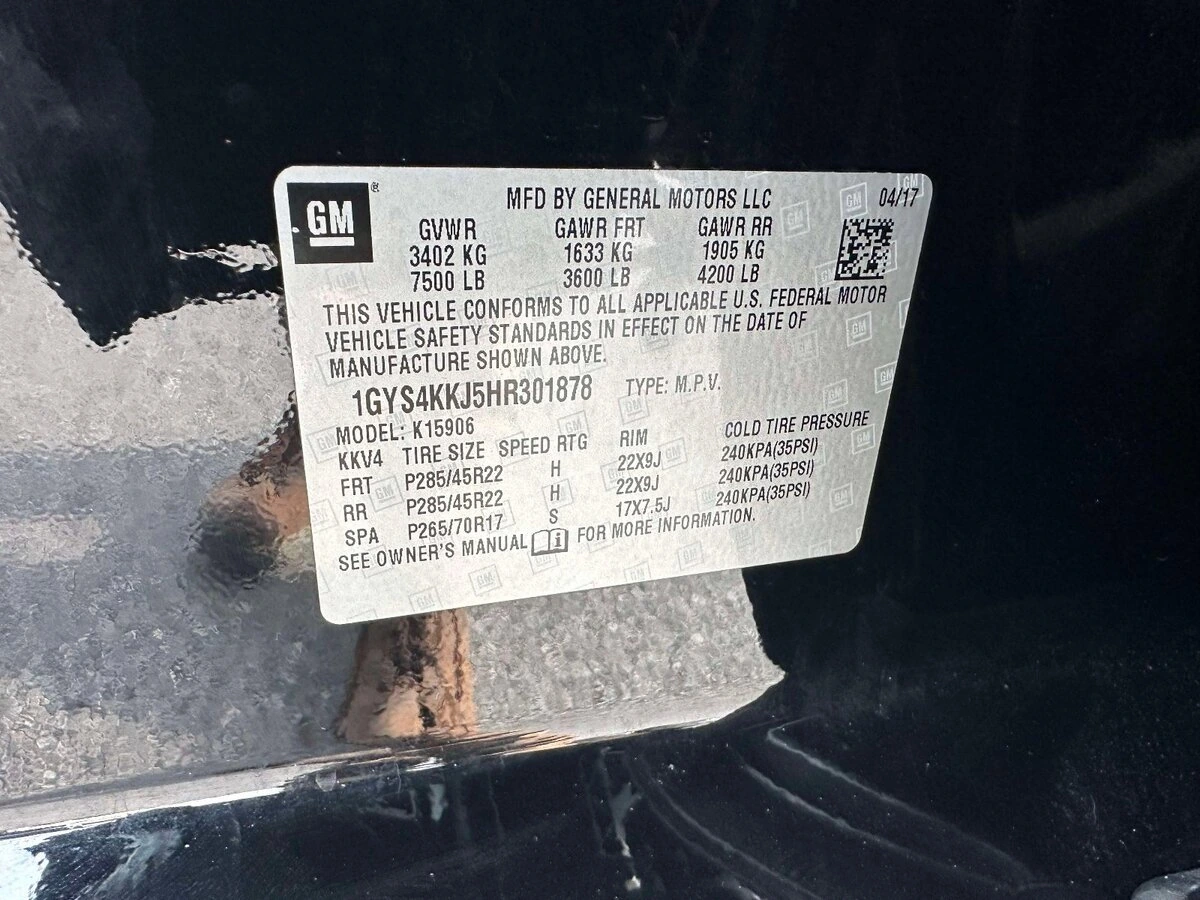 GM ®
MFD BY GENERAL MOTORS LLC 04/17
GVWR GAWR FRT GAWR RR
3402 KG 1633 KG 1905 KG
7500 LB 3600 LB 4200 LB
THIS VEHICLE CONFORMS TO ALL APPLICABLE U.S. FEDERAL MOTOR
VEHICLE SAFETY STANDARDS IN EFFECT ON THE DATE OF
MANUFACTURE SHOWN ABOVE.
1GYS4KKJ5HR301878 TYPE: M.P.V.
MODEL: K15906
KKV4 TIRE SIZE SPEED RTG RIM COLD TIRE PRESSURE
FRT P285/45R22 H 22X9J 240KPA(35PSI)
RR P285/45R22 H 22X9J 240KPA(35PSI)
SPA P265/70R17 S 17X7.5J 240KPA(35PSI)
SEE OWNER'S MANUAL FOR MORE INFORMATION.